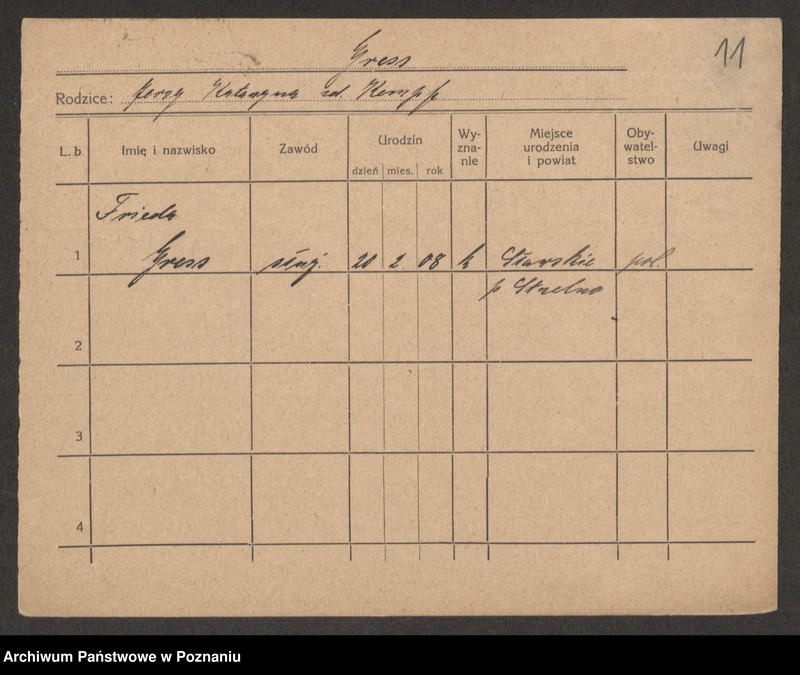 Gress
11
Rodzice: Jerzy Katarzyna zd. Kempf
L. b.
Imię i nazwisko
Zawód
Urodzin
dzień mies. rok
Wy-
zna-
nie
Miejsce
urodzenia
i powiat
Oby-
watel-
stwo
Uwagi
Frieda
1 Gress służ. 20 2 08 pol.
p Strzelno
2
3
4
Archiwum Państwowe w Poznaniu